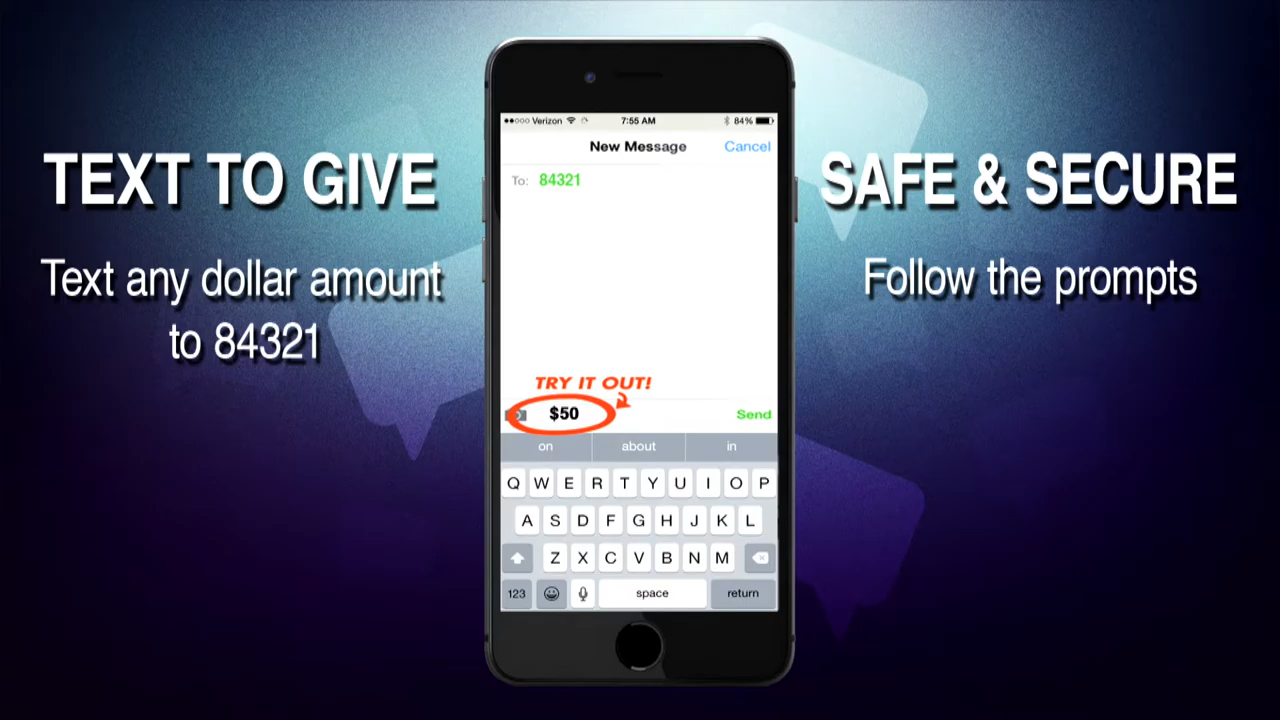 TEXT TO GIVE
Text any dollar amount
to 84321
Verizon 7:55 AM 84%
New Message Cancel
To: 84321
TRY IT OUT!
$50 Send
on about in
Q W E R T Y U I O P
A S D F G H J K L
Z X C V B N M
123 space return
SAFE & SECURE
Follow the prompts